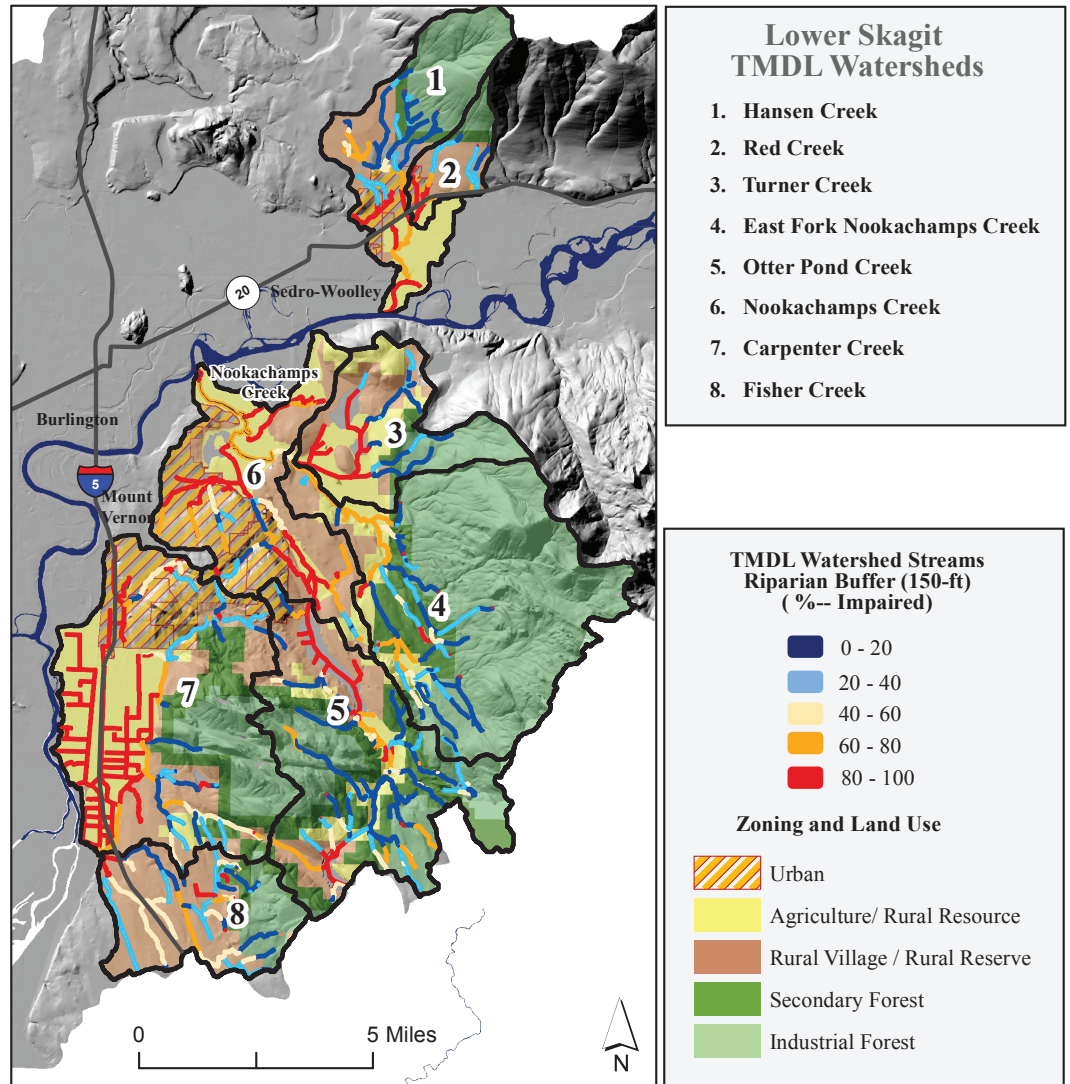 1
2
20
Sedro-Woolley
Nookachamps
Creek
Burlington
3
6
5
Mount
Vernon
4
7
5
8
0
5 Miles
N
Lower Skagit
TMDL Watersheds
1. Hansen Creek
2. Red Creek
3. Turner Creek
4. East Fork Nookachamps Creek
5. Otter Pond Creek
6. Nookachamps Creek
7. Carpenter Creek
8. Fisher Creek
TMDL Watershed Streams
Riparian Buffer (150-ft)
( %-- Impaired)
0 - 20
20 - 40
40 - 60
60 - 80
80 - 100
Zoning and Land Use
Urban
Agriculture/ Rural Resource
Rural Village / Rural Reserve
Secondary Forest
Industrial Forest